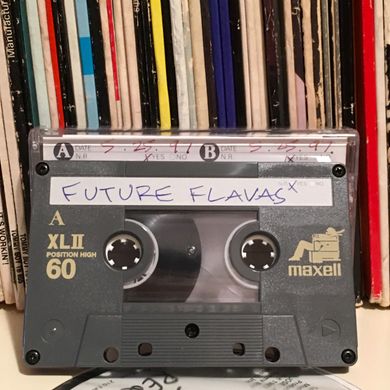 Manufactur
A DATE 5.25.97 B DATE 5.25.97
N.R. YES NO N.R. YES NO
FUTURE FLAVAS
A
XLII
POSITION HIGH
60
maxell